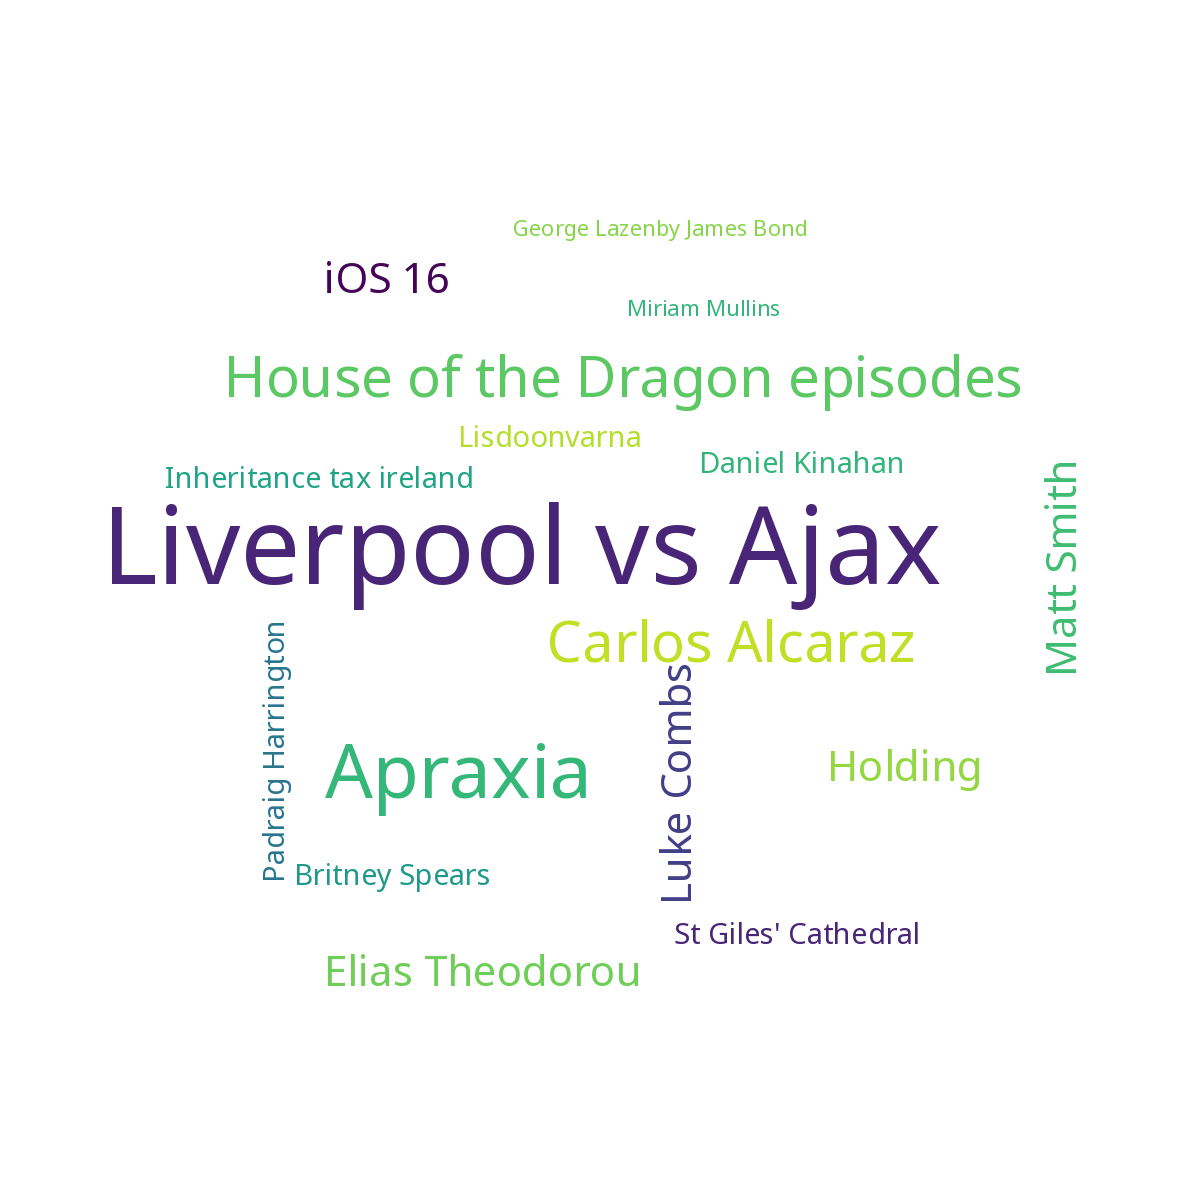 George Lazenby James Bond
iOS 16
Miriam Mullins
House of the Dragon episodes
Lisdoonvarna
Daniel Kinahan
Inheritance tax ireland
Liverpool vs Ajax
Matt Smith
Carlos Alcaraz
Padraig Harrington
Luke Combs
Apraxia
Holding
Britney Spears
St Giles' Cathedral
Elias Theodorou